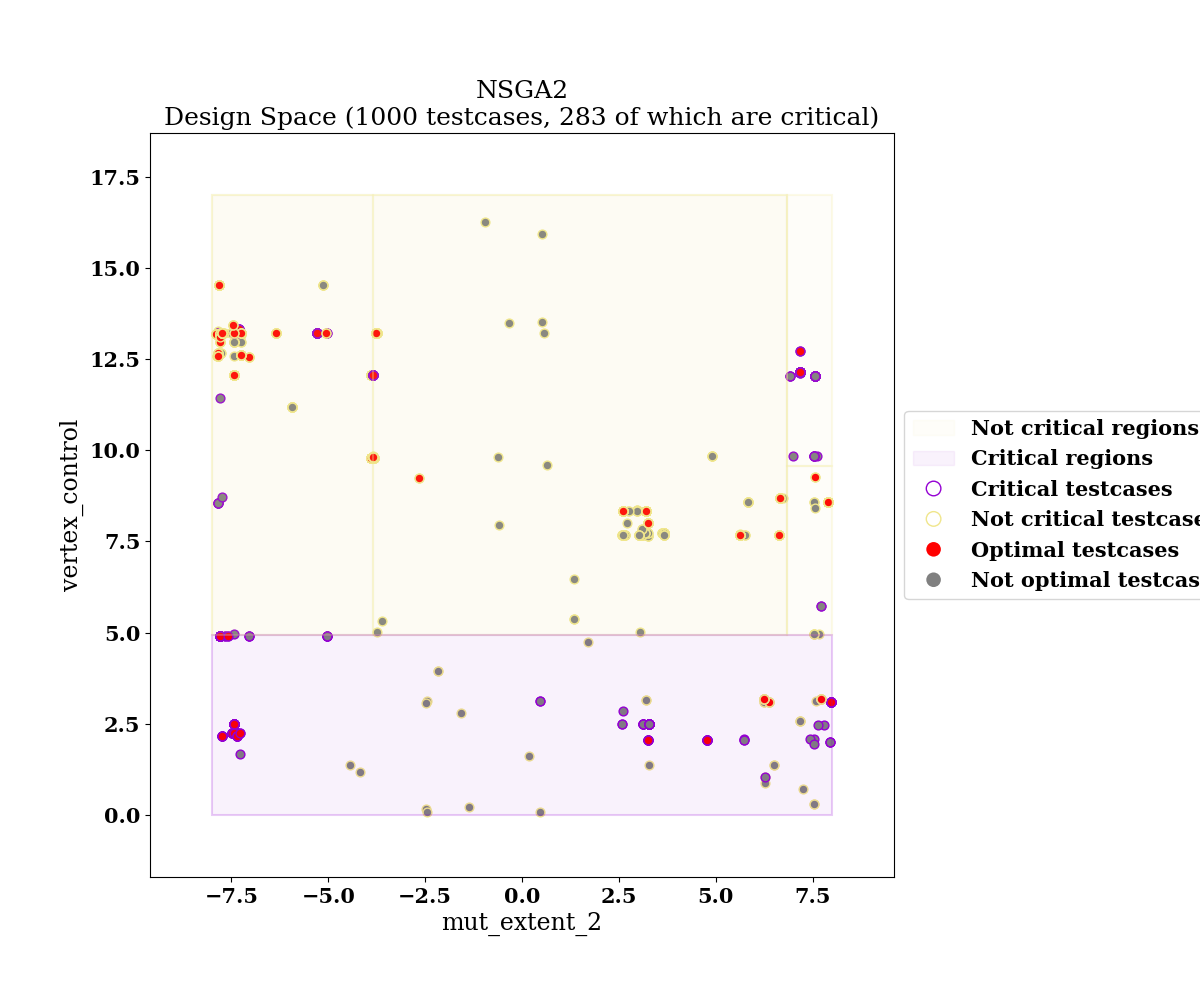 NSGA2
Design Space (1000 testcases, 283 of which are critical)
17.5
15.0
12.5
10.0
7.5
5.0
2.5
0.0
vertex_control
−7.5 −5.0 −2.5 0.0 2.5 5.0 7.5
mut_extent_2
Not critical regions
Critical regions
Critical testcases
Not critical testcase
Optimal testcases
Not optimal testcas